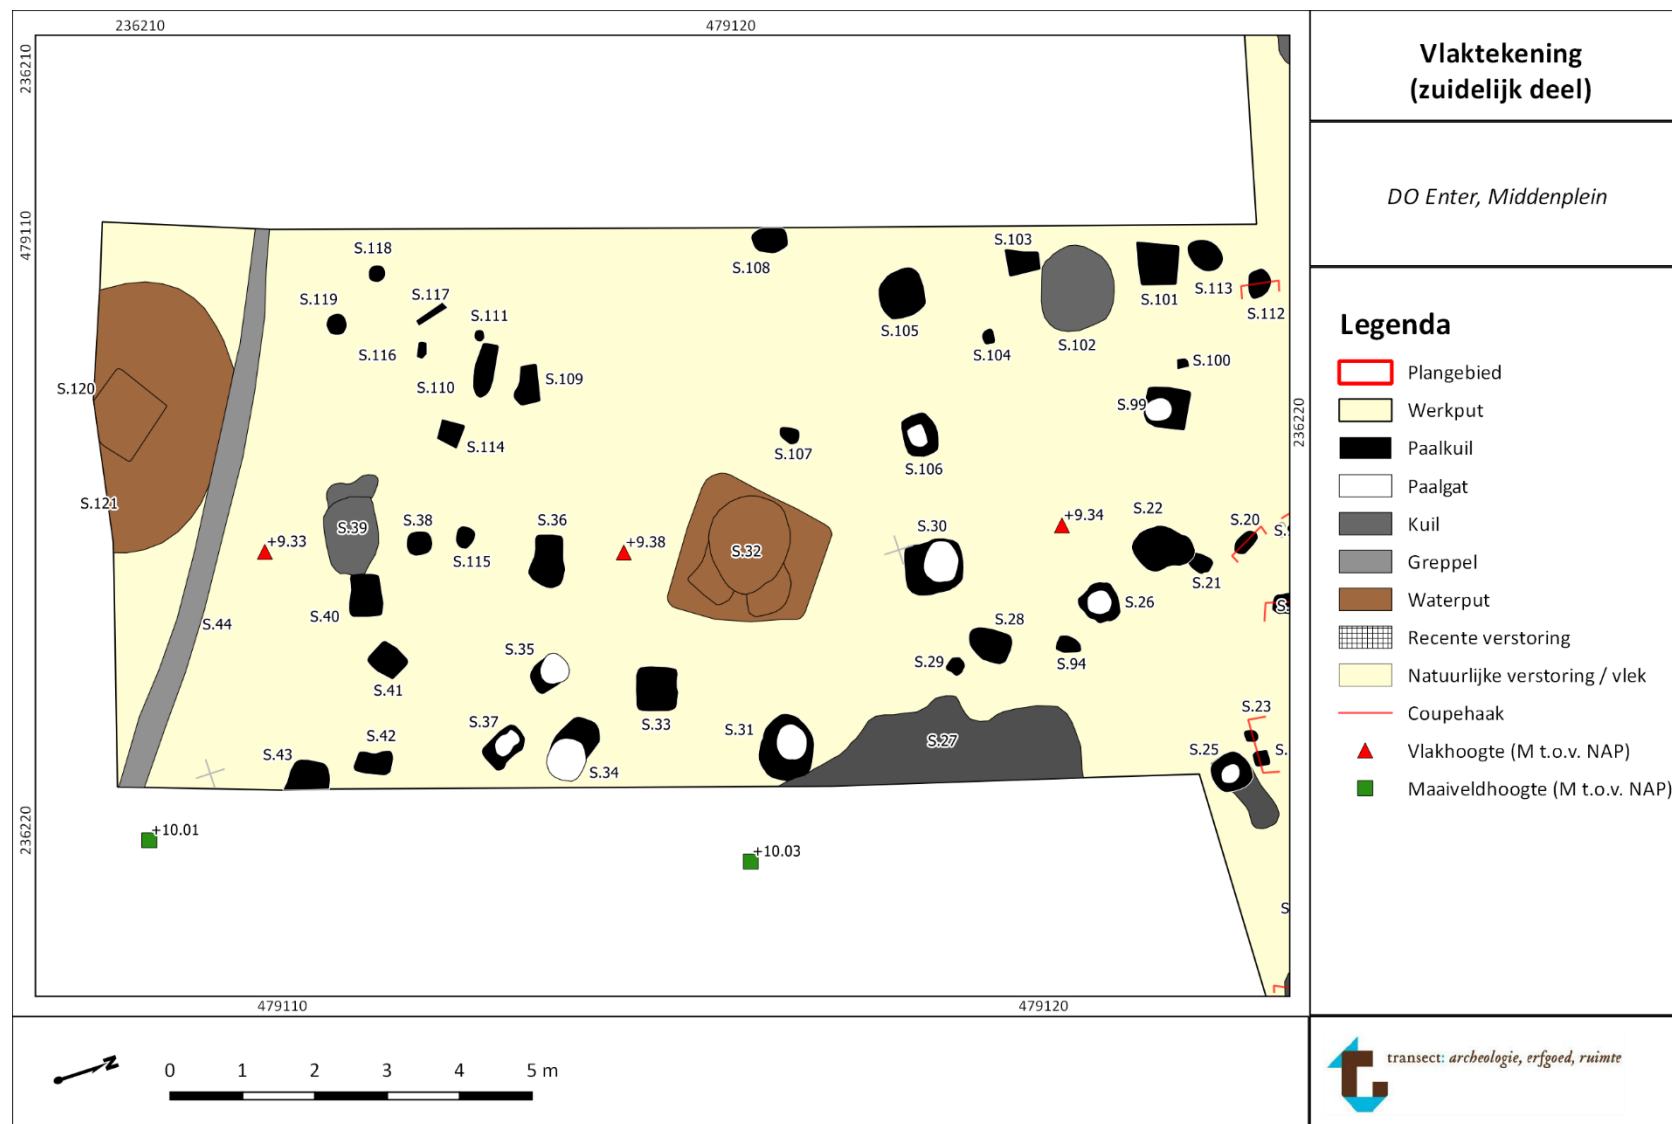 236210
479120
236210
479110
236220
236220
479110
479120
S.118
S.119
S.117
S.111
S.116
S.110
S.109
S.114
S.108
S.103
S.105
S.104
S.102
S.101
S.113
S.112
S.100
S.99
S.107
S.106
S.120
S.121
S.44
+9.33
S.39
S.38
S.115
S.36
+9.38
S.32
S.30
+9.34
S.22
S.20
S.21
S.26
S.40
S.41
S.35
S.33
S.29
S.28
S.94
S.43
S.42
S.37
S.34
S.31
S.27
S.23
S.25
+10.01
+10.03
0 1 2 3 4 5 m
N
Vlaktekening
(zuidelijk deel)
DO Enter, Middenplein
Legenda
Plangebied
Werkput
Paalkuil
Paalgat
Kuil
Greppel
Waterput
Recente verstoring
Natuurlijke verstoring / vlek
Coupehaak
Vlakhoogte (M t.o.v. NAP)
Maaiveldhoogte (M t.o.v. NAP)
transect: archeologie, erfgoed, ruimte